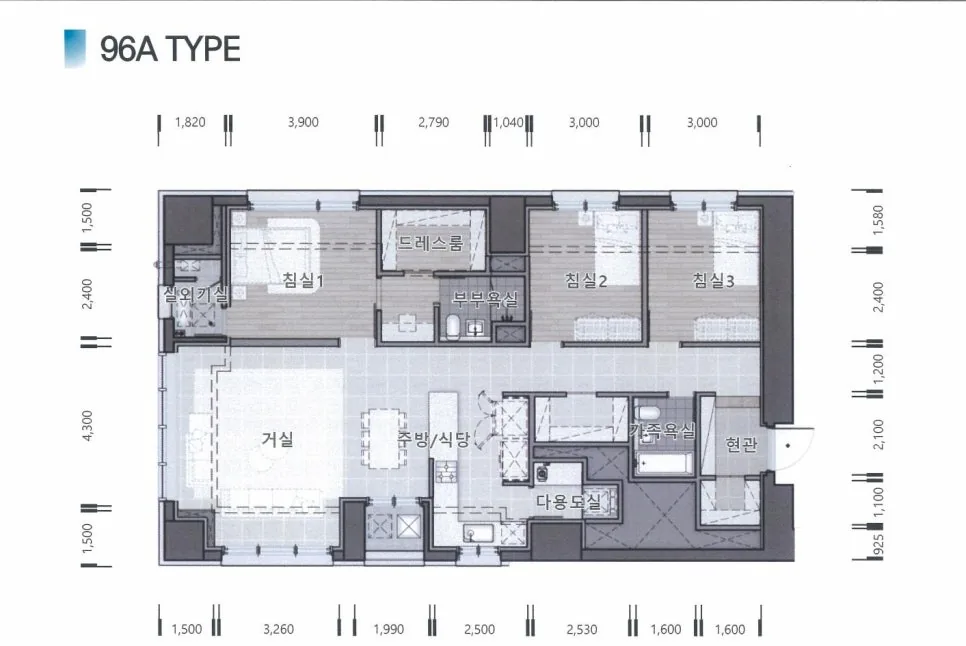 96A TYPE
1,820 3,900 2,790 1,040 3,000 3,000
1,500
2,400
4,300
1,500
드레스룸
침실1
실외기실
부부욕실
침실2
침실3
거실
주방/식당
가족욕실
현관
다용도실
1,580
2,400
1,200
2,100
1,100
925
1,500 3,260 1,990 2,500 2,530 1,600 1,600